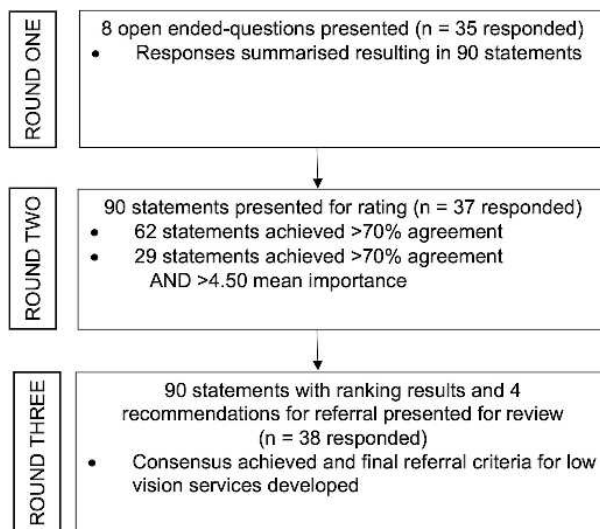 ROUND ONE
8 open ended-questions presented (n = 35 responded)
• Responses summarised resulting in 90 statements
ROUND TWO
90 statements presented for rating (n = 37 responded)
• 62 statements achieved >70% agreement
• 29 statements achieved >70% agreement
AND >4.50 mean importance
ROUND THREE
90 statements with ranking results and 4
recommendations for referral presented for review
(n = 38 responded)
• Consensus achieved and final referral criteria for low
vision services developed